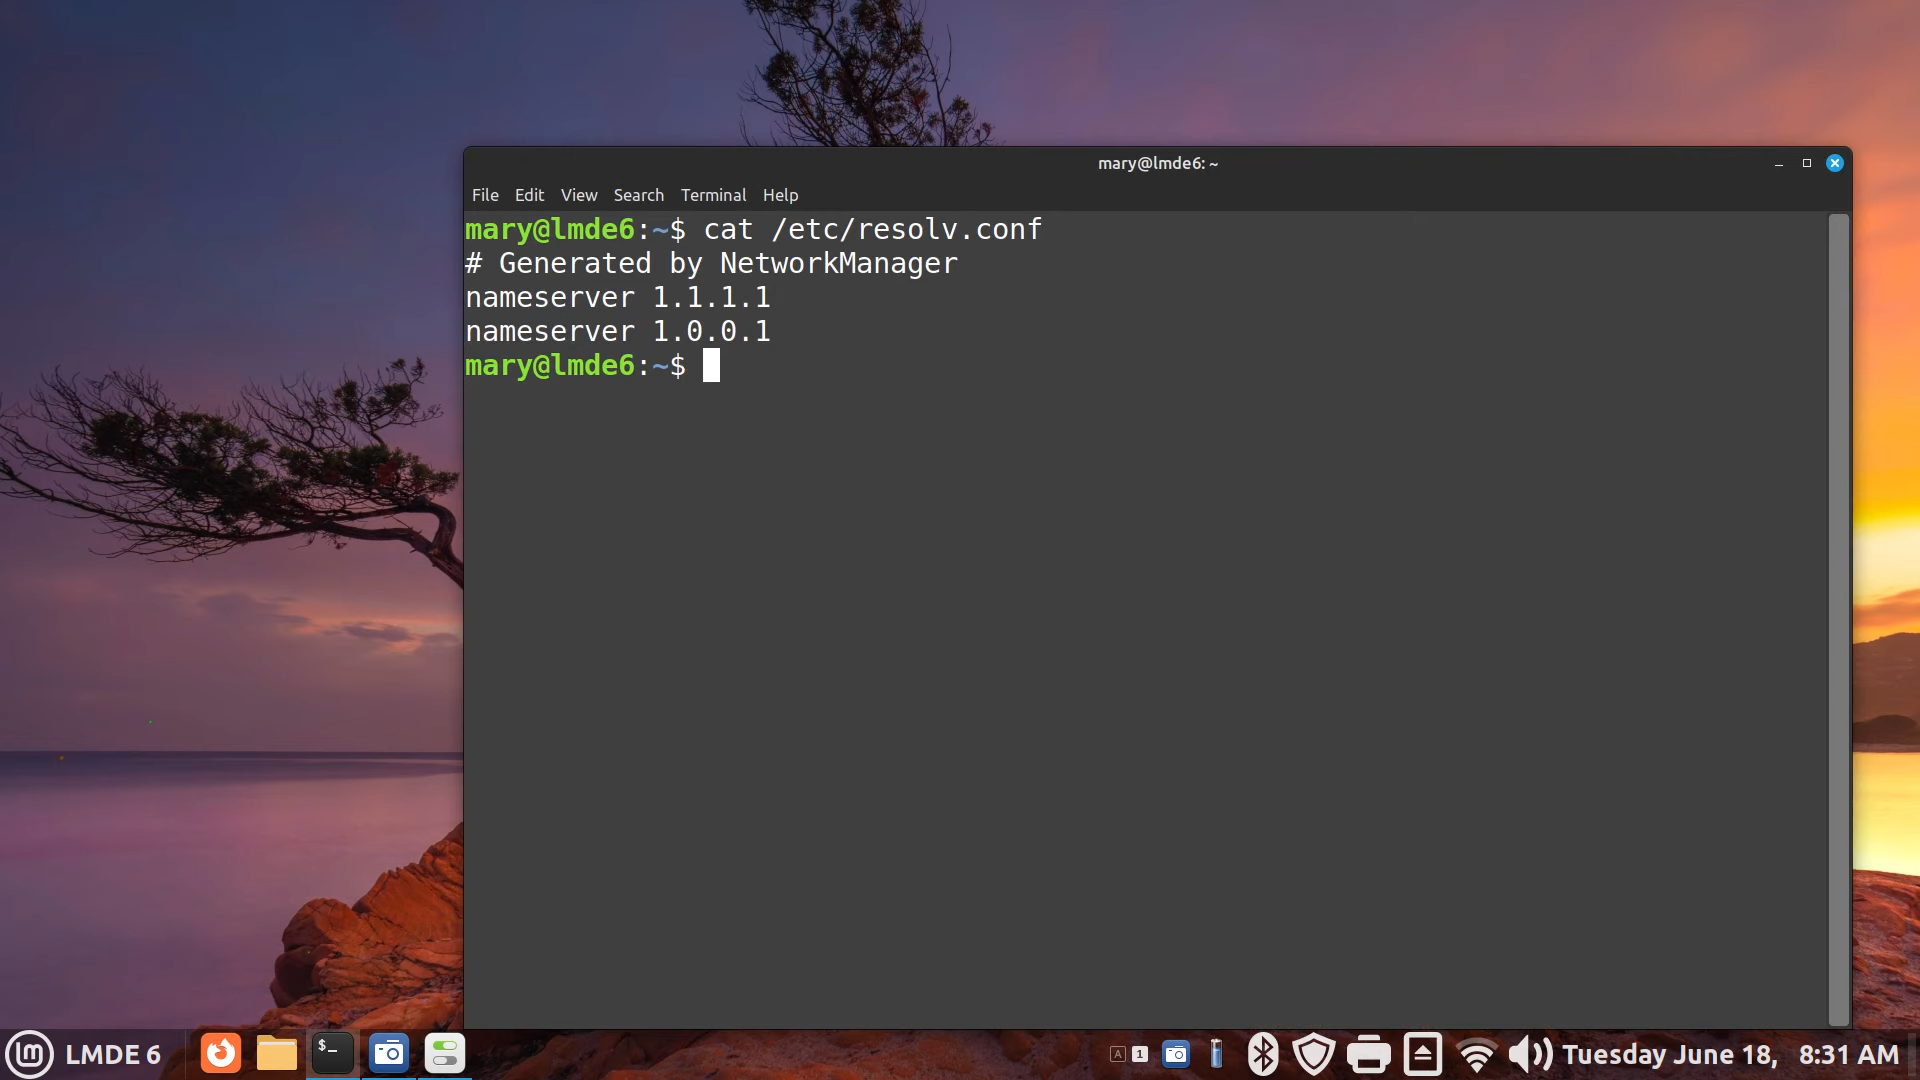 mary@lmde6: ~
File Edit View Search Terminal Help
mary@lmde6:~$ cat /etc/resolv.conf
# Generated by NetworkManager
nameserver 1.1.1.1
nameserver 1.0.0.1
mary@lmde6:~$
LMDE 6
$_
A 1
Tuesday June 18, 8:31 AM